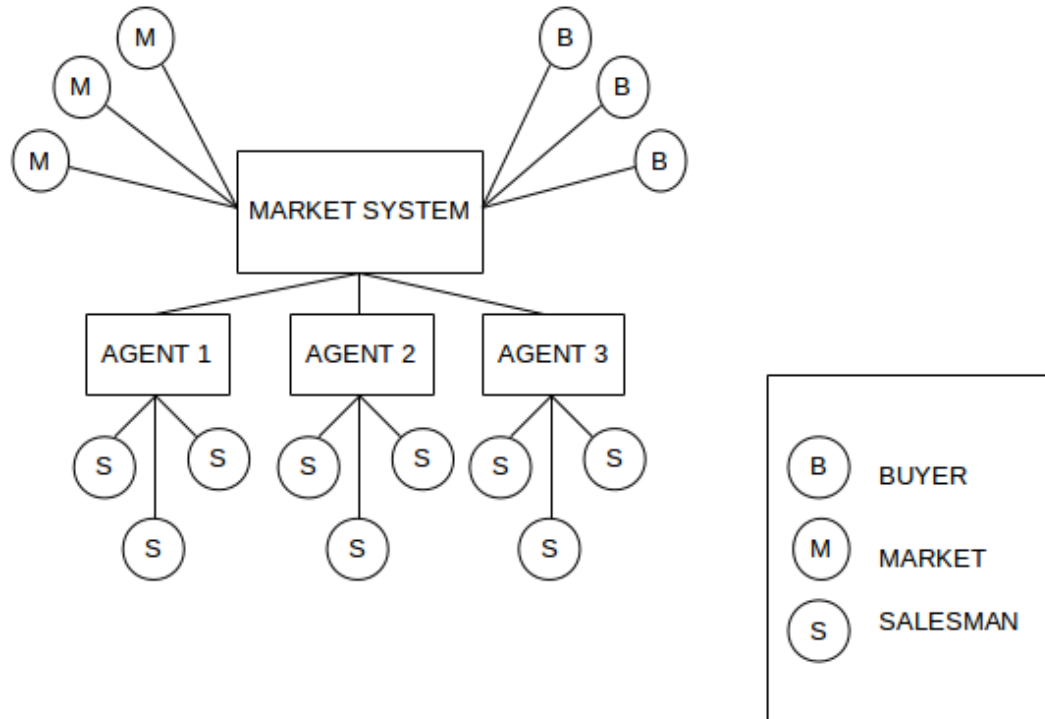 M
B
M
B
M
B
MARKET SYSTEM
AGENT 1
AGENT 2
AGENT 3
S
S
S
S
S
S
S
S
S
B BUYER
M MARKET
S SALESMAN